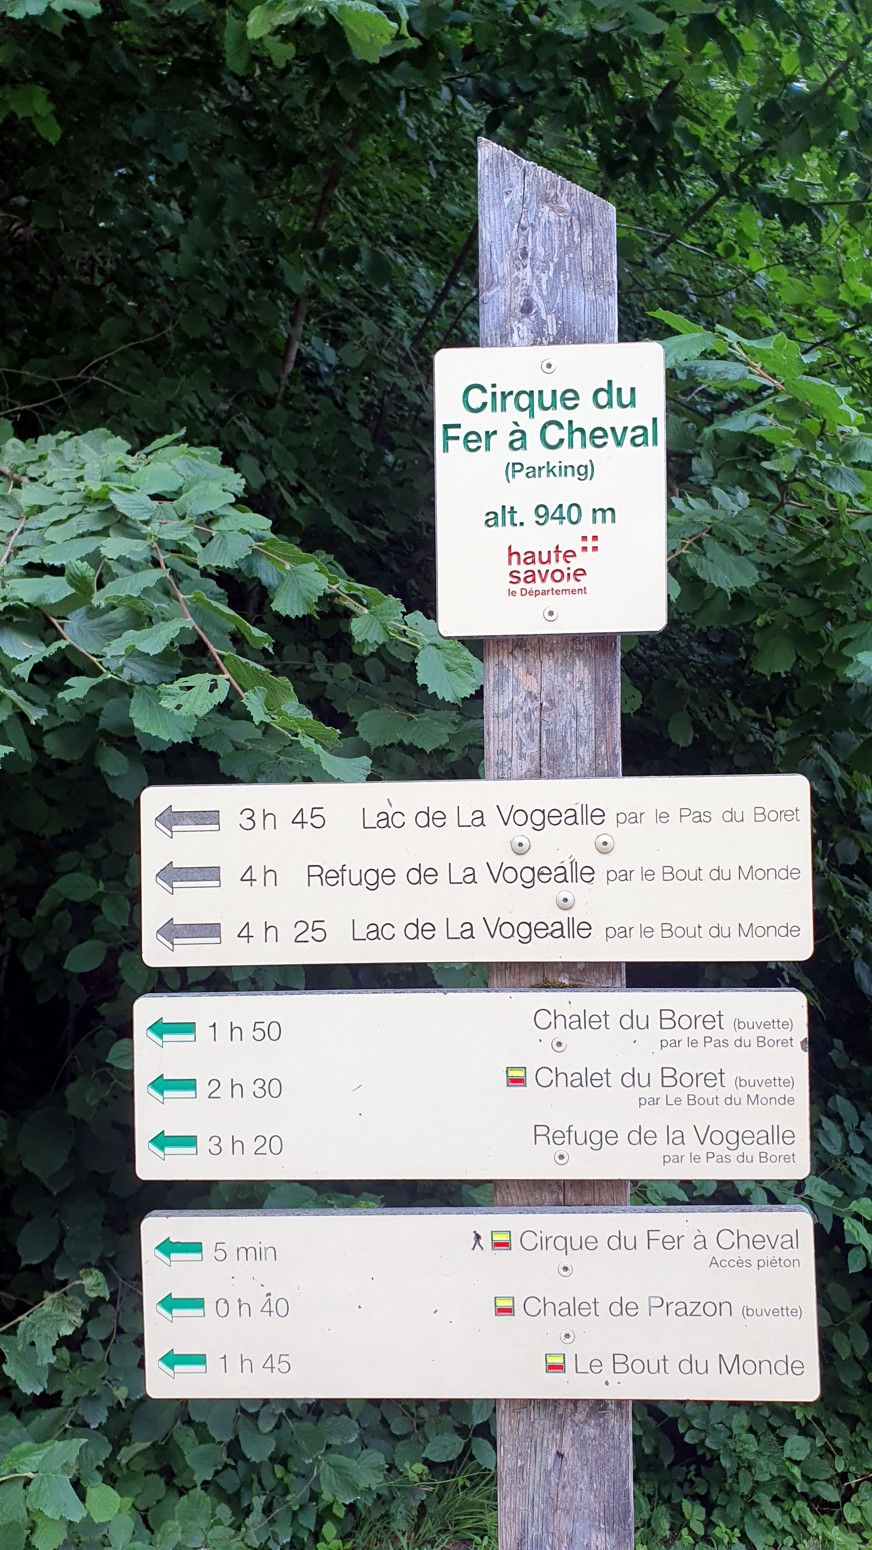 Cirque du
Fer à Cheval
(Parking)
alt. 940 m
haute
savoie
le Département
3 h 45 Lac de La Vogealle par le Pas du Boret
4 h Refuge de La Vogealle par le Bout du Monde
4 h 25 Lac de La Vogealle par le Bout du Monde
1 h 50 Chalet du Boret (buvette)
par le Pas du Boret
2 h 30 Chalet du Boret (buvette)
par Le Bout du Monde
3 h 20 Refuge de la Vogealle
par le Pas du Boret
5 min Cirque du Fer à Cheval
Accès piéton
0 h 40 Chalet de Prazon (buvette)
1 h 45 Le Bout du Monde